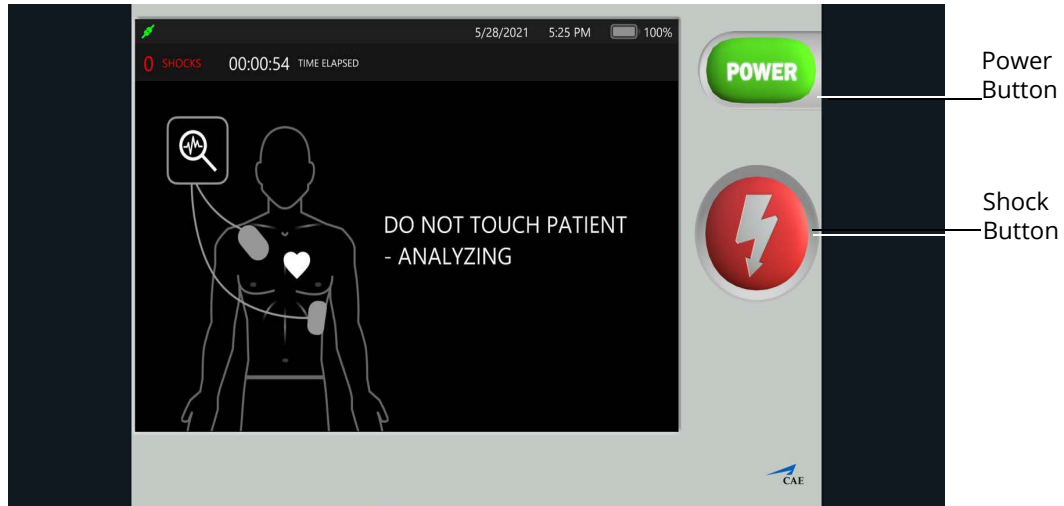 5/28/2021 5:25 PM 100%
0 SHOCKS 00:00:54 TIME ELAPSED
DO NOT TOUCH PATIENT
- ANALYZING
POWER
Power
Button
Shock
Button
CAE